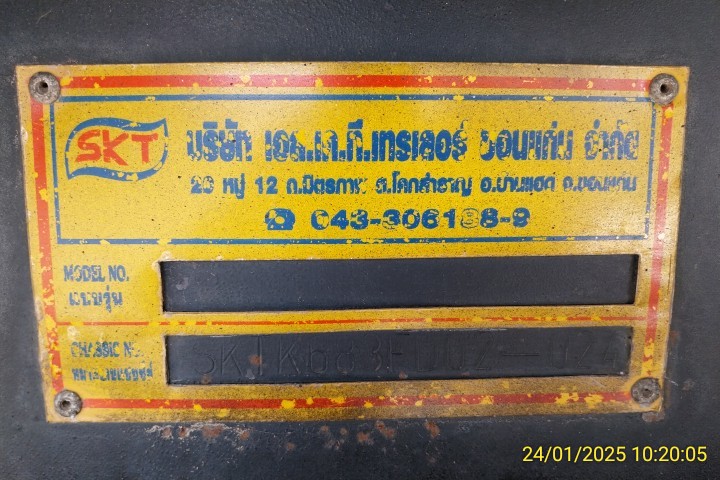 SKT
บริษัท เอส.เค.ที.เทรลเลอร์ ขอนแก่น จำกัด
29 หมู่ 12 ถ.มิตรภาพ ต.โคกสำราญ อ.บ้านแฮด จ.ขอนแก่น
☎ 043-306188-9
MODEL NO.
แบบรุ่น
CHASSIC NO.
หมายเลขแชสซีส์
24/01/2025 10:20:05